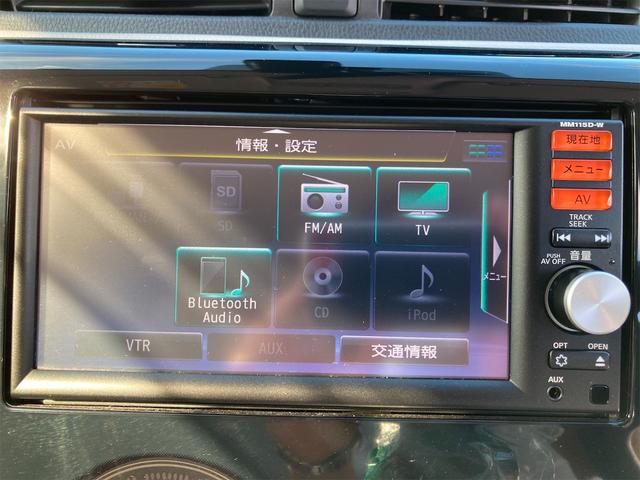 MM115D-W
AV
情報・設定
現在地
メニュー
AV
SD
SD
FM/AM
TV
TRACK
SEEK
音量
PUSH
AV OFF
メニュー
Bluetooth
Audio
CD
iPod
VTR
AUX
交通情報
OPT
OPEN
AUX